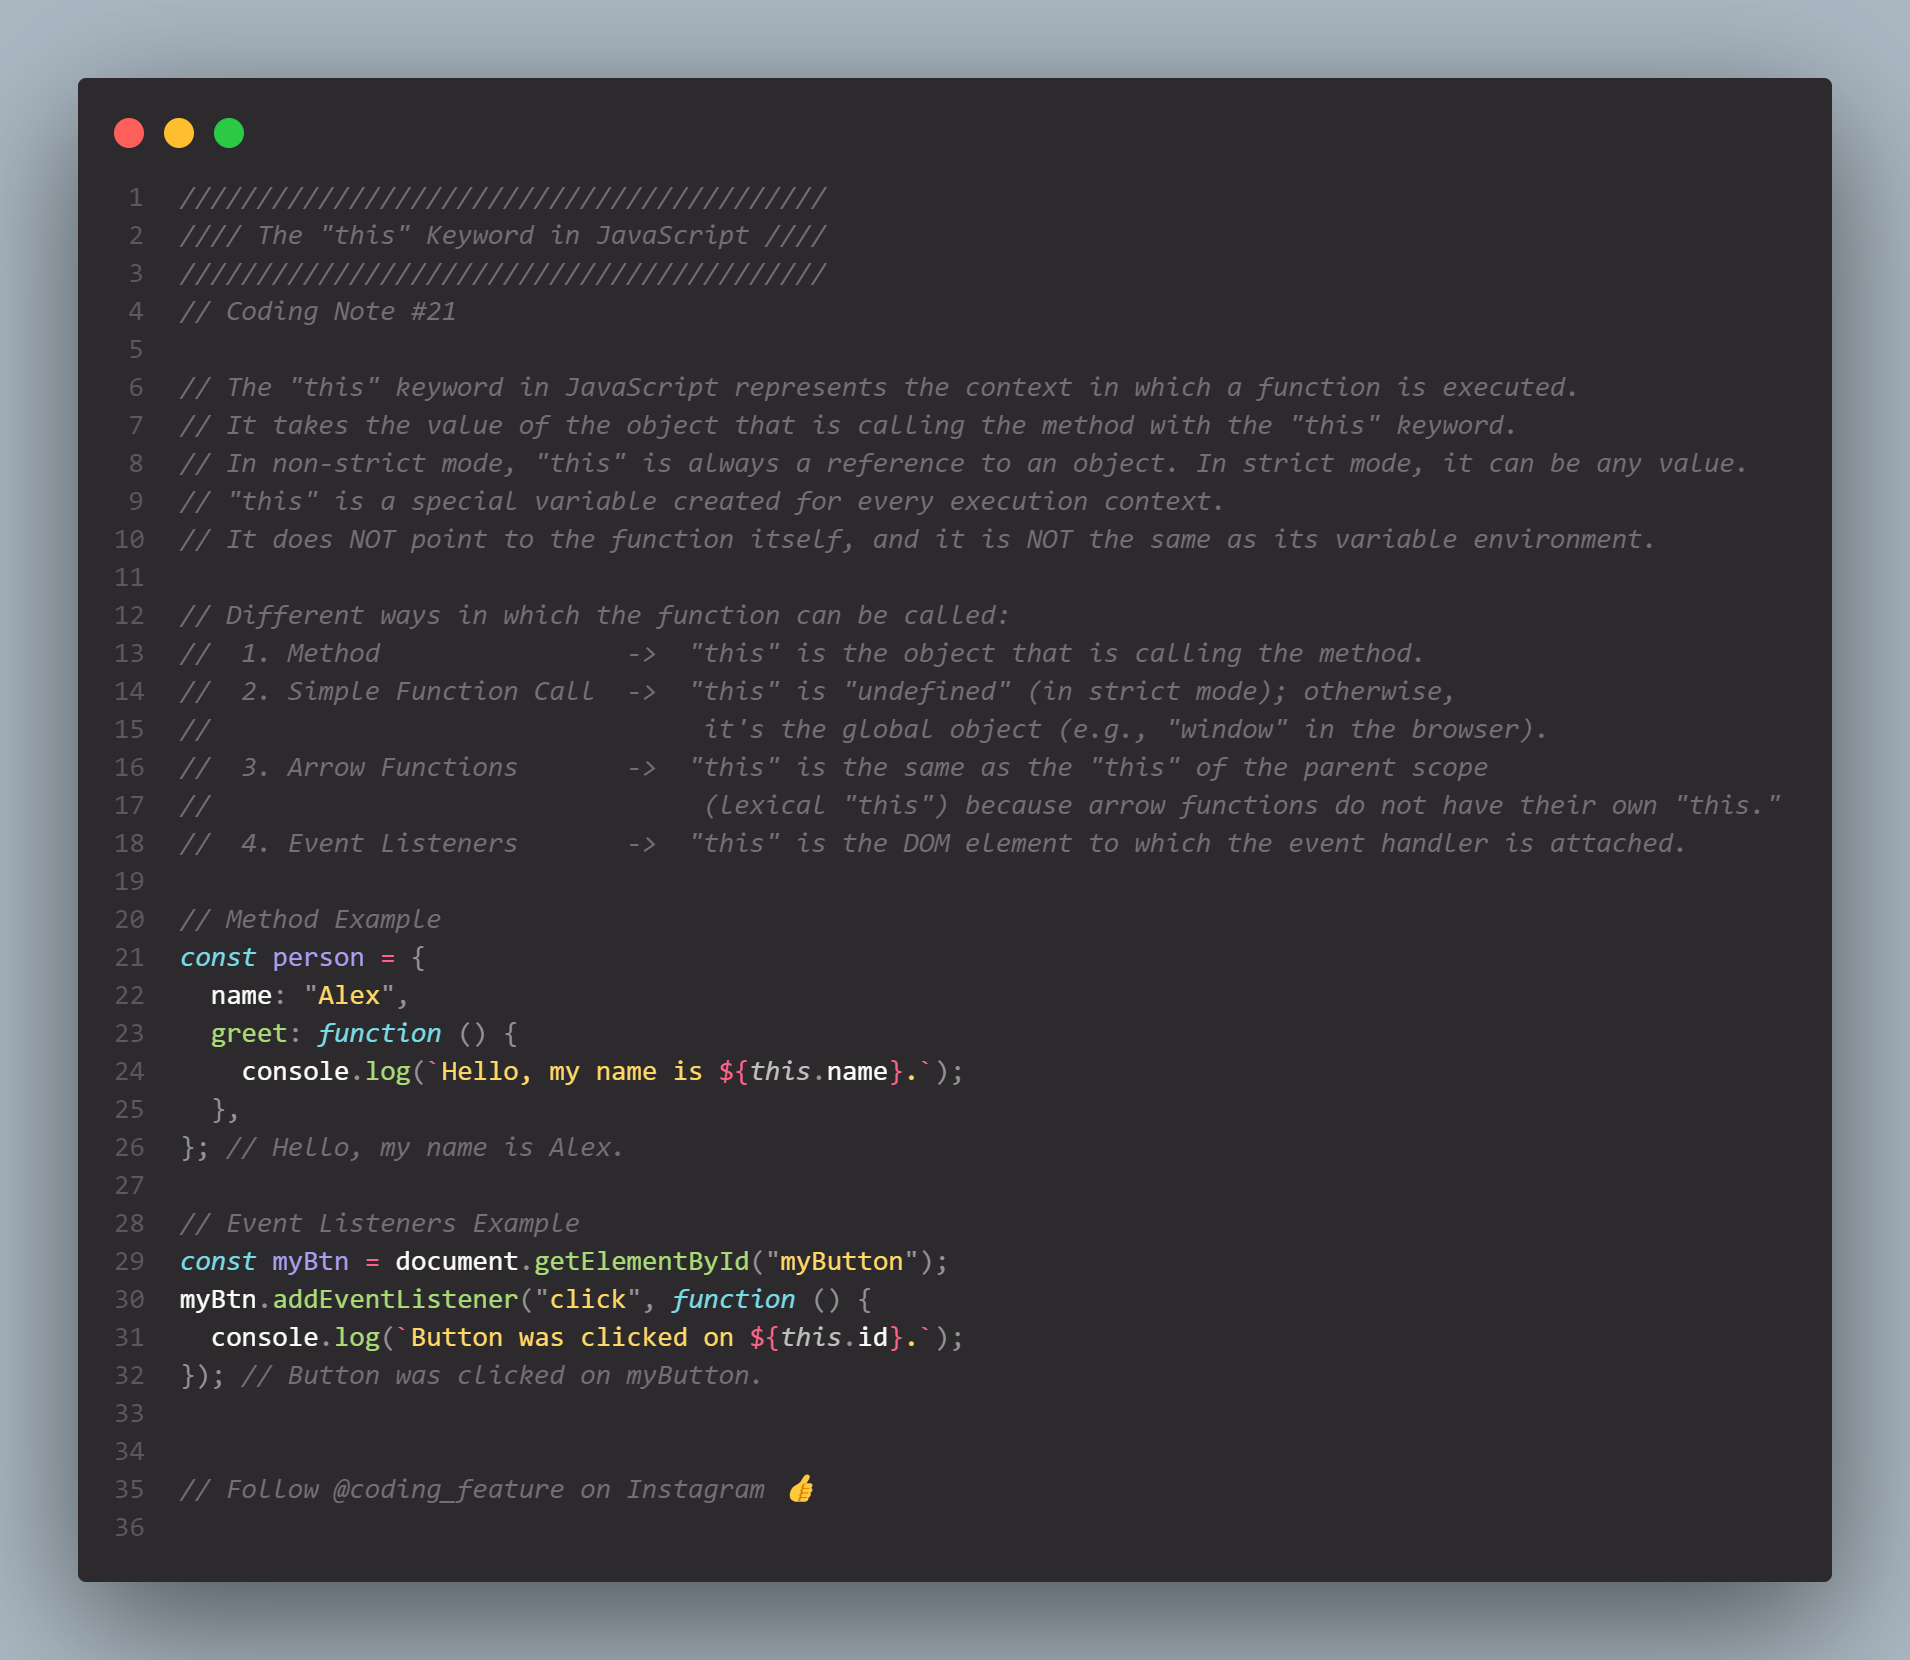 1 //////////////////////////////////////////
2 //// The "this" Keyword in JavaScript ////
3 //////////////////////////////////////////
4 // Coding Note #21
5
6 // The "this" keyword in JavaScript represents the context in which a function is executed.
7 // It takes the value of the object that is calling the method with the "this" keyword.
8 // In non-strict mode, "this" is always a reference to an object. In strict mode, it can be any value.
9 // "this" is a special variable created for every execution context.
10 // It does NOT point to the function itself, and it is NOT the same as its variable environment.
11
12 // Different ways in which the function can be called:
13 //  1. Method                ->  "this" is the object that is calling the method.
14 //  2. Simple Function Call  ->  "this" is "undefined" (in strict mode); otherwise,
15 //                                it's the global object (e.g., "window" in the browser).
16 //  3. Arrow Functions       ->  "this" is the same as the "this" of the parent scope
17 //                                (lexical "this") because arrow functions do not have their own "this."
18 //  4. Event Listeners       ->  "this" is the DOM element to which the event handler is attached.
19
20 // Method Example
21 const person = {
22   name: "Alex",
23   greet: function () {
24     console.log(`Hello, my name is ${this.name}.`);
25   },
26 }; // Hello, my name is Alex.
27
28 // Event Listeners Example
29 const myBtn = document.getElementById("myButton");
30 myBtn.addEventListener("click", function () {
31   console.log(`Button was clicked on ${this.id}.`);
32 }); // Button was clicked on myButton.
33
34
35 // Follow @coding_feature on Instagram 👍
36